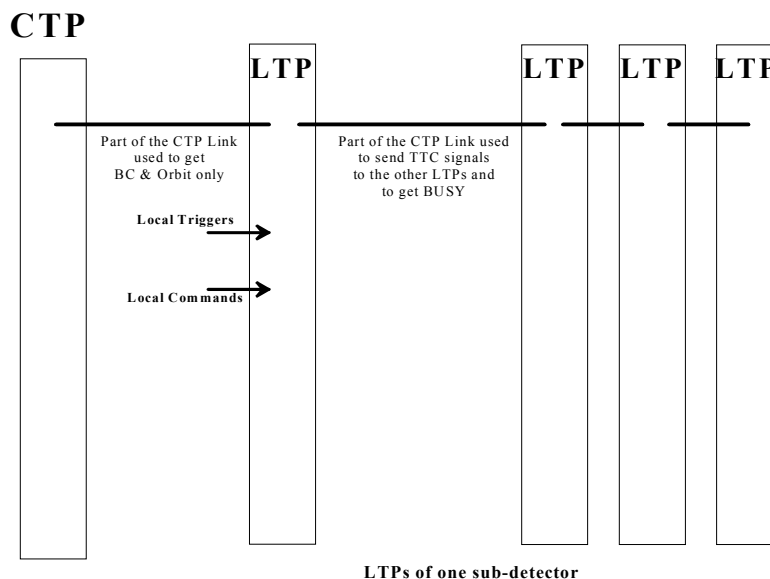 CTP
LTP
LTP
LTP
LTP
Part of the CTP Link
used to get
BC & Orbit only
Part of the CTP Link used
to send TTC signals
to the other LTPs and
to get BUSY
Local Triggers
Local Commands
LTPs of one sub-detector